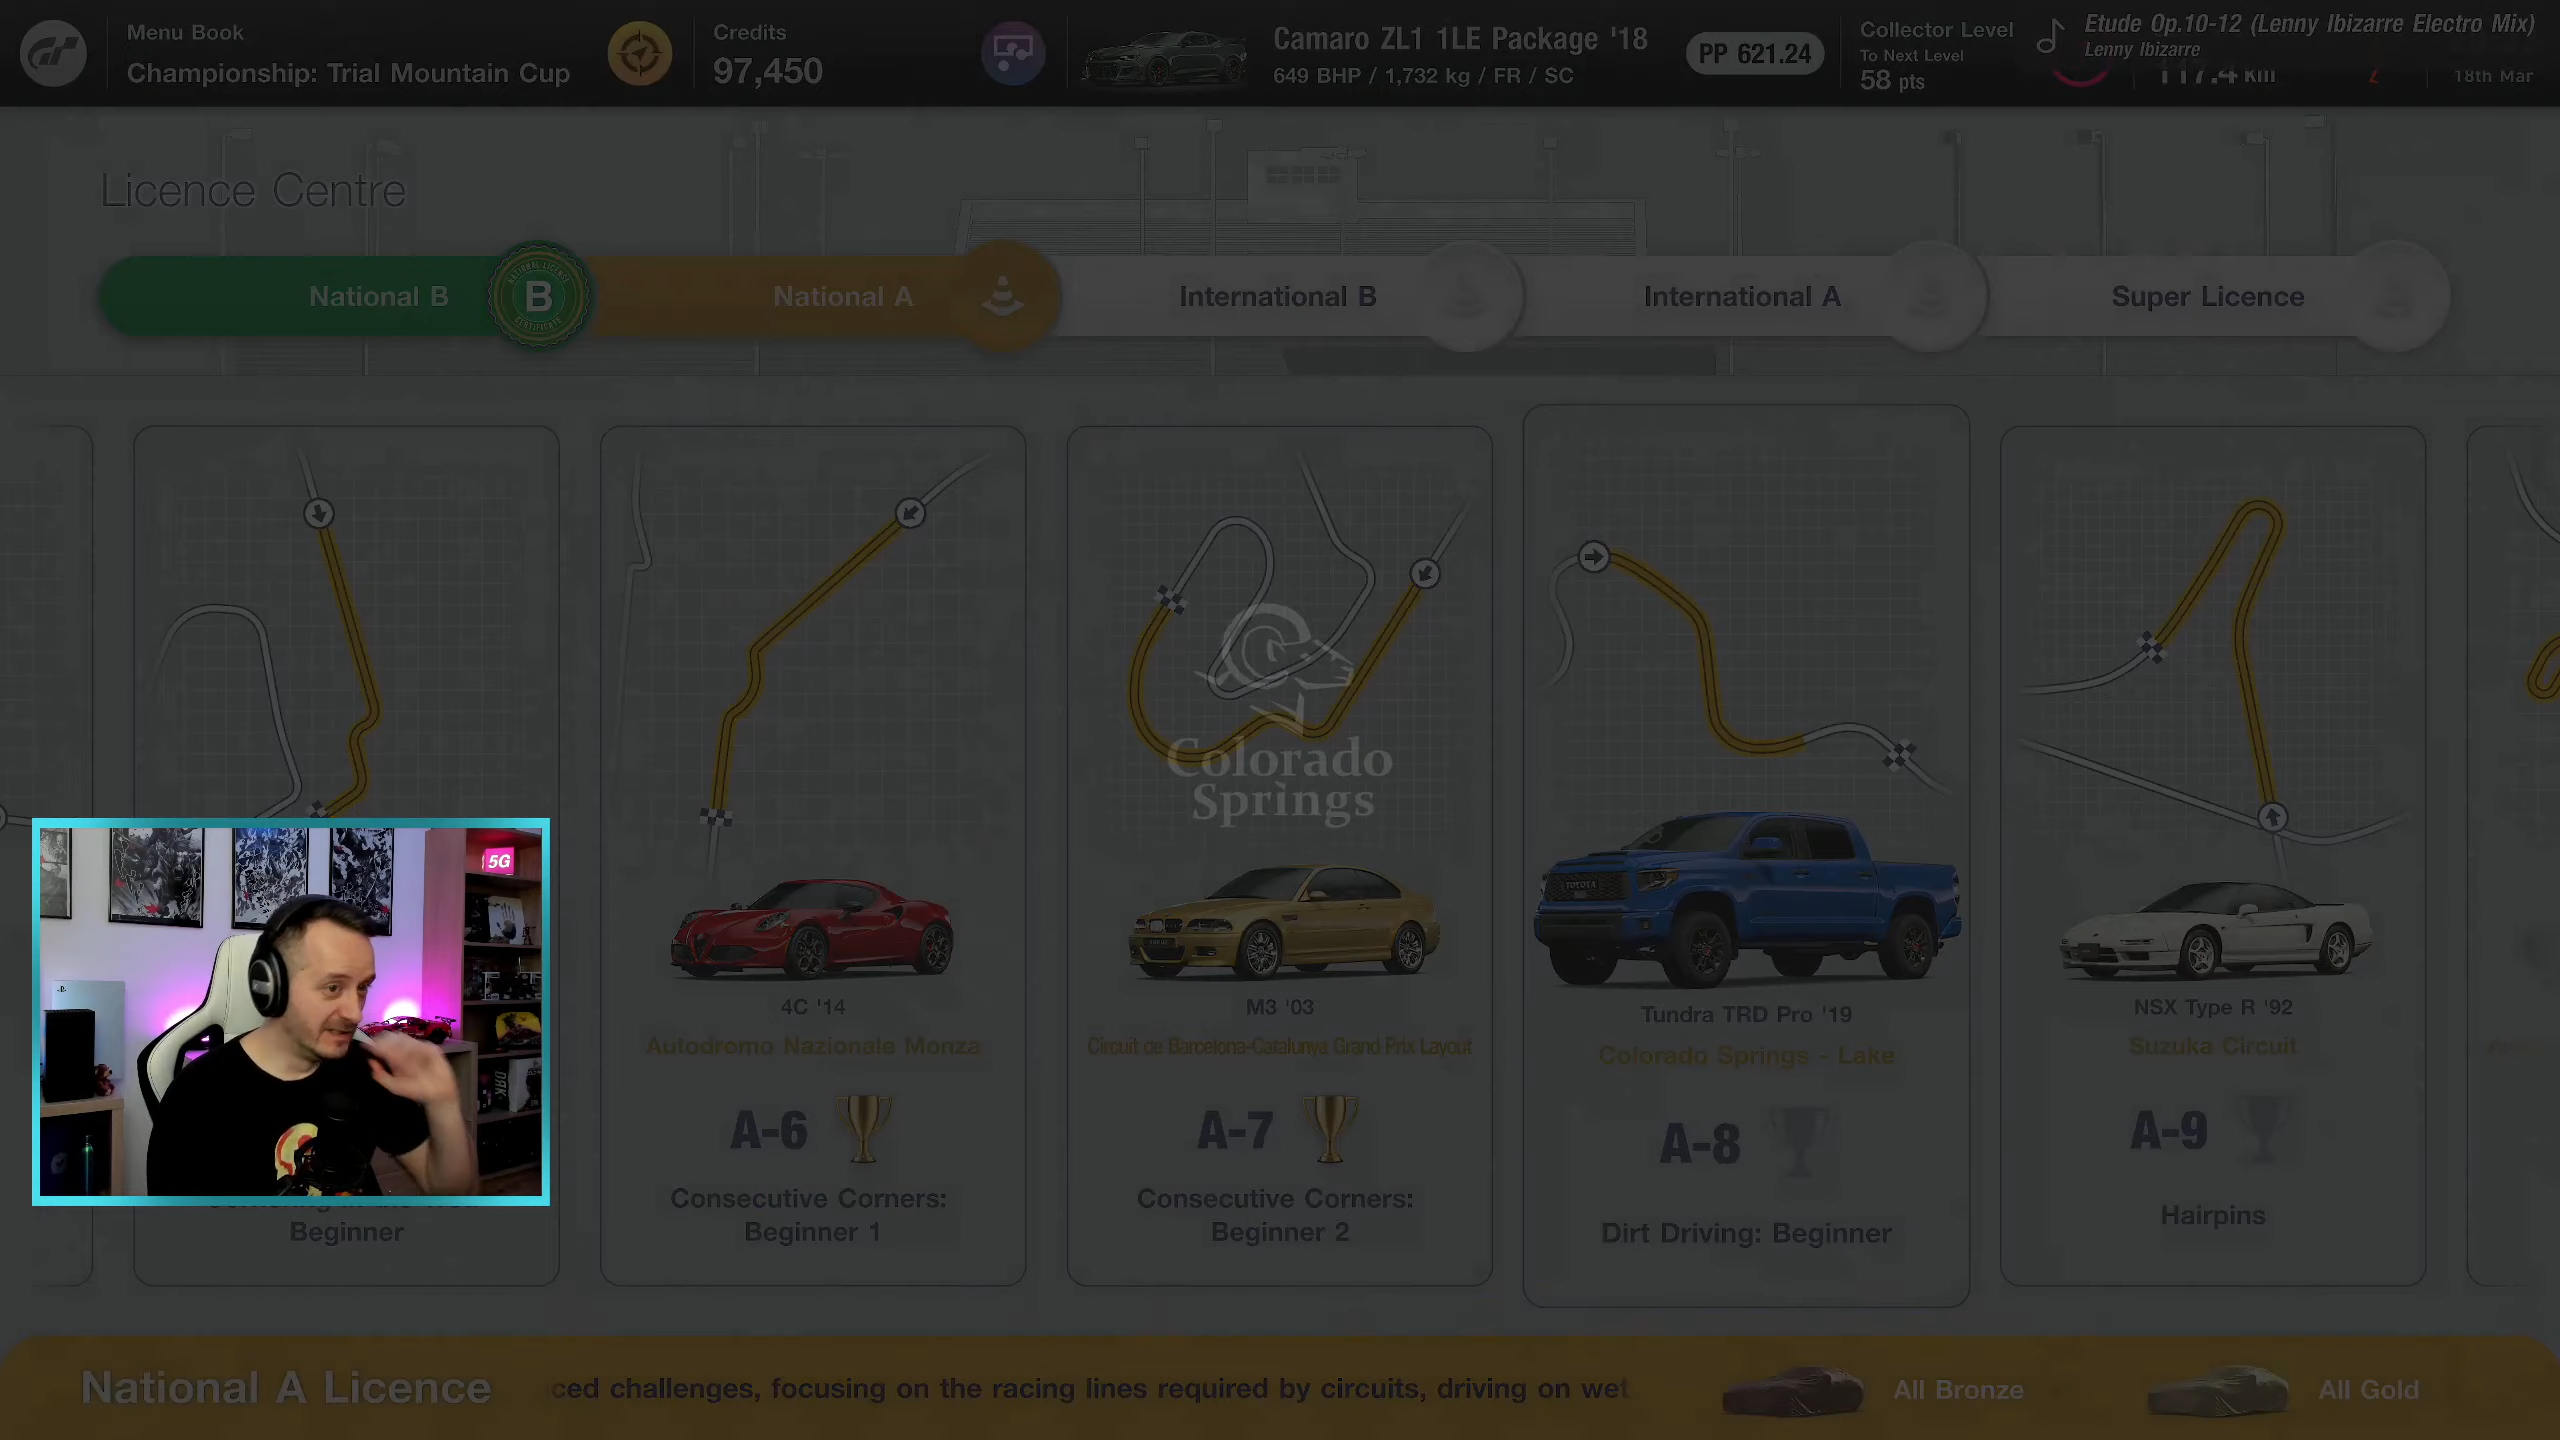 Menu Book
Championship: Trial Mountain Cup
Credits
97,450
Camaro ZL1 1LE Package '18
649 BHP / 1,732 kg / FR / SC
PP 621.24
Collector Level
To Next Level
58 pts
Etude Op.10-12 (Lenny Ibizarre Electro Mix)
Lenny Ibizarre
117.4 km
18th Mar
Licence Centre
National B
B
National A
International B
International A
Super Licence
Colorado
Springs
5G
TOYOTA
4C '14
Autodromo Nazionale Monza
A-6
Consecutive Corners:
Beginner 1
M3 '03
Circuit de Barcelona-Catalunya Grand Prix Layout
A-7
Consecutive Corners:
Beginner 2
Tundra TRD Pro '19
Colorado Springs - Lake
A-8
Dirt Driving: Beginner
NSX Type R '92
Suzuka Circuit
A-9
Hairpins
Beginner
National A Licence
ced challenges, focusing on the racing lines required by circuits, driving on wet
All Bronze
All Gold